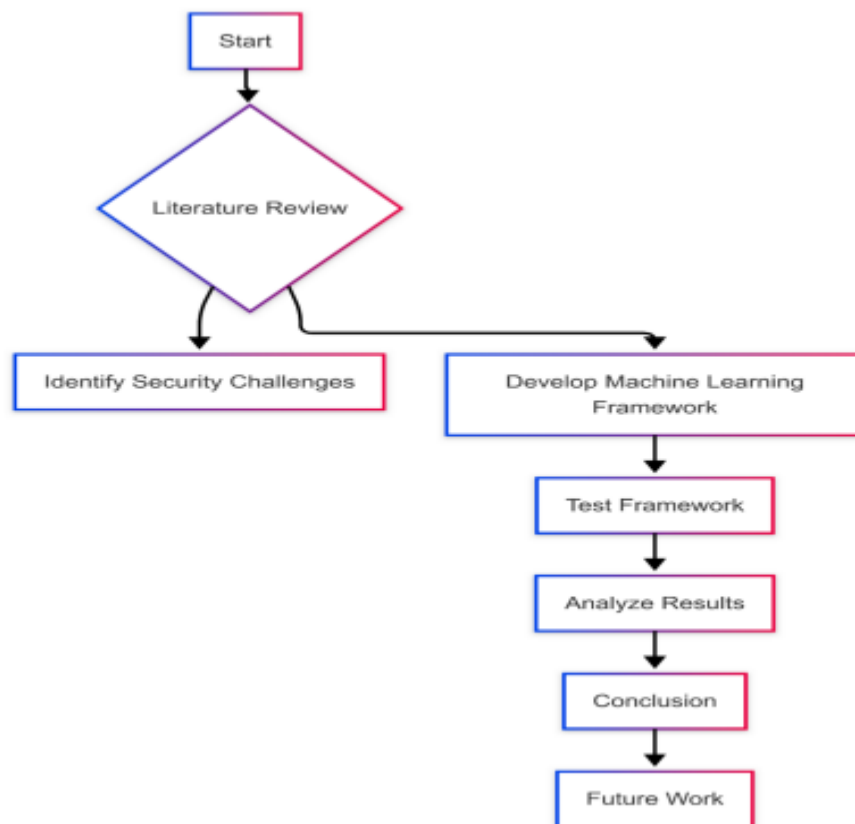 Start
Literature Review
Identify Security Challenges
Develop Machine Learning
Framework
Test Framework
Analyze Results
Conclusion
Future Work